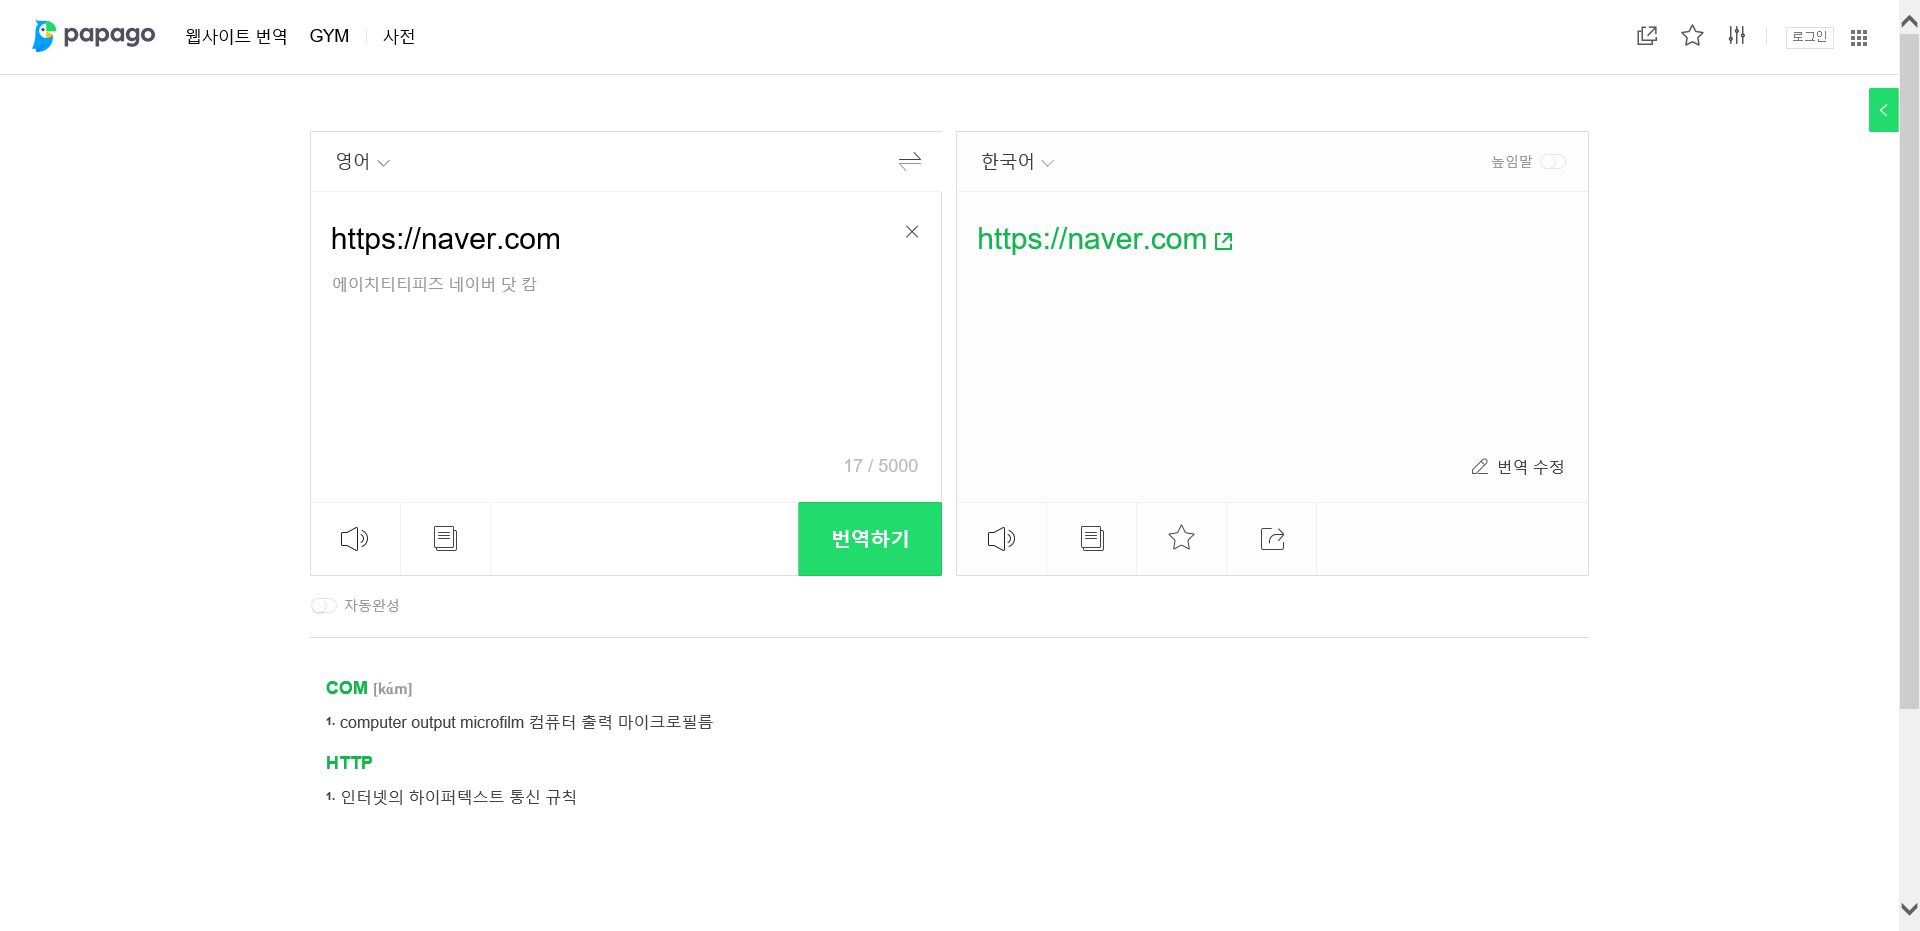 papago 웹사이트 번역 GYM 사전 로그인
영어
한국어 높임말
https://naver.com
에이치티티피즈 네이버 닷 캄
17 / 5000
https://naver.com
번역 수정
번역하기
자동완성
COM [kám]
1. computer output microfilm 컴퓨터 출력 마이크로필름
HTTP
1. 인터넷의 하이퍼텍스트 통신 규칙